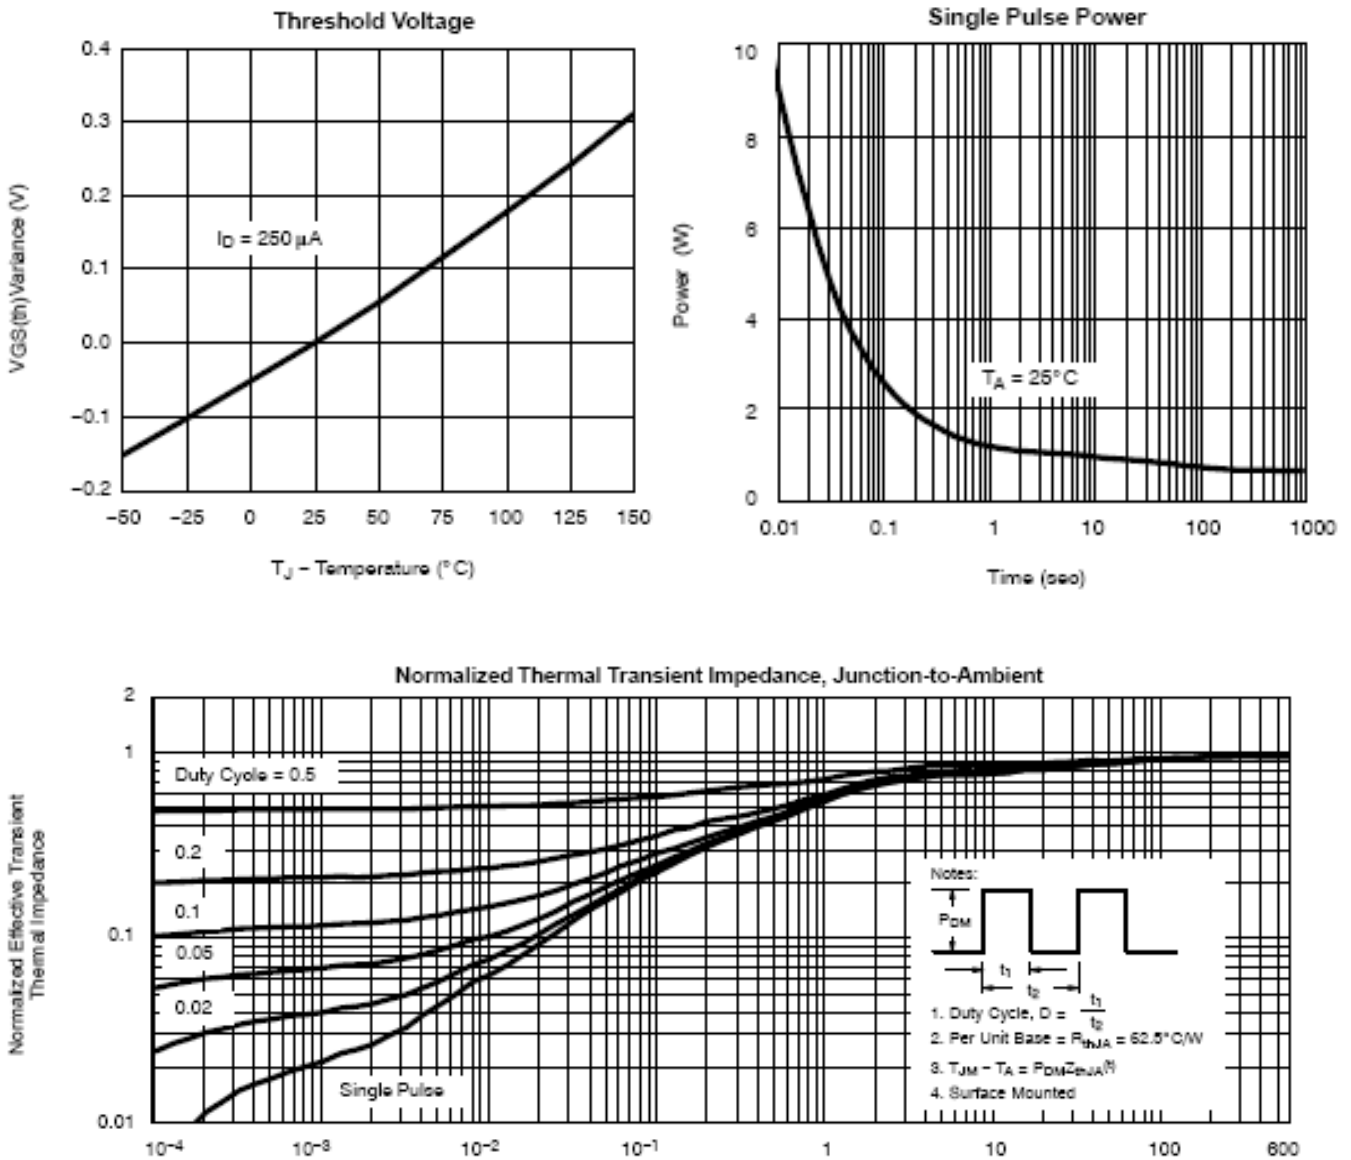 Threshold Voltage
0.4
0.3
0.2
0.1
0.0
−0.1
−0.2
VGS(th) Variance (V)
ID = 250 µA
−50 −25 0 25 50 75 100 125 150
TJ – Temperature (°C)
Single Pulse Power
10
8
6
4
2
0
Power (W)
TA = 25°C
0.01 0.1 1 10 100 1000
Time (sec)
Normalized Thermal Transient Impedance, Junction-to-Ambient
2
1
0.1
0.01
Normalized Effective Transient
Thermal Impedance
Duty Cycle = 0.5
0.2
0.1
0.05
0.02
Single Pulse
Notes:
PDM
t1
t2
1. Duty Cycle, D = t1
t2
2. Per Unit Base = RthJA = 62.5°C/W
3. TJM – TA = PDMZthJA(t)
4. Surface Mounted
10−4 10−3 10−2 10−1 1 10 100 600